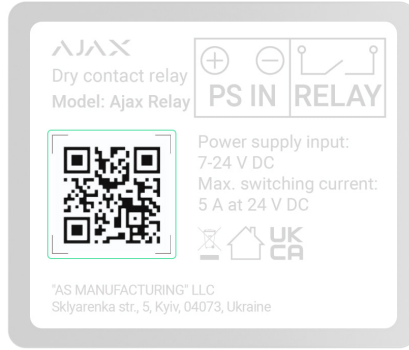 AJAX
Dry contact relay
Model: Ajax Relay
PS IN
RELAY
Power supply input:
7-24 V DC
Max. switching current:
5 A at 24 V DC
UK
CA
"AS MANUFACTURING" LLC
Sklyarenka str., 5, Kyiv, 04073, Ukraine